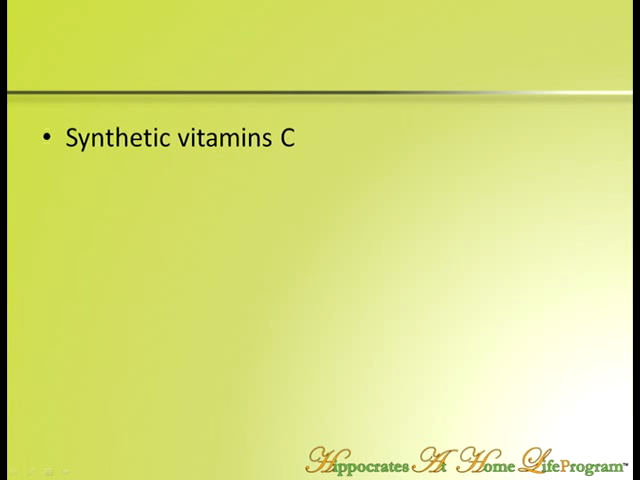 • Synthetic vitamins C
Hippocrates At Home LifeProgram™